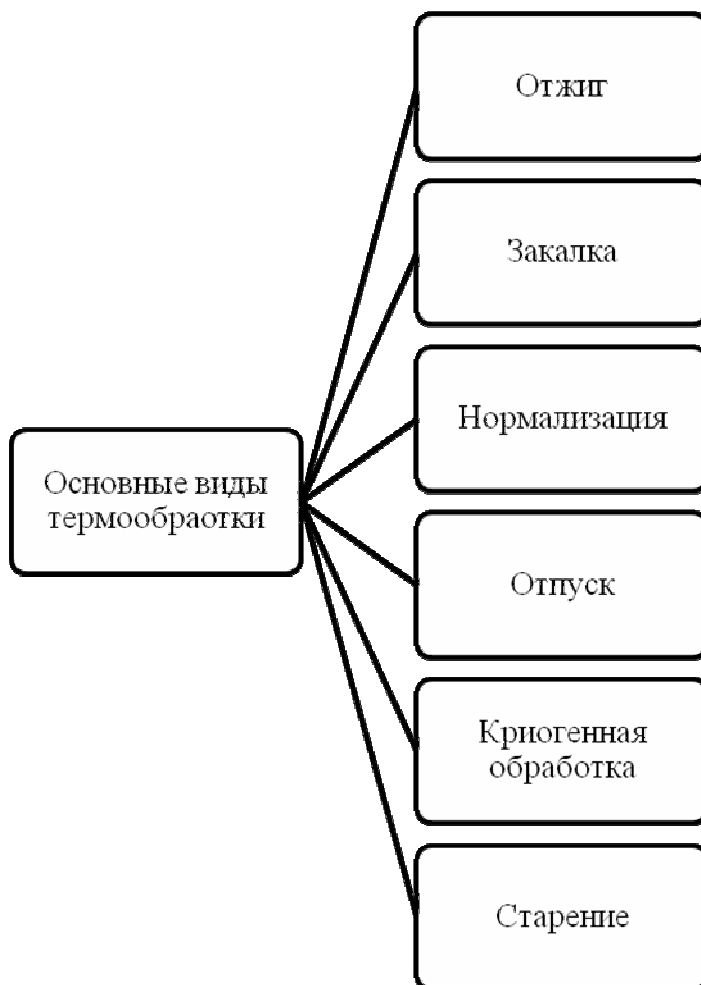 Отжиг
Закалка
Нормализация
Основные виды
термообраотки
Отпуск
Криогенная
обработка
Старение